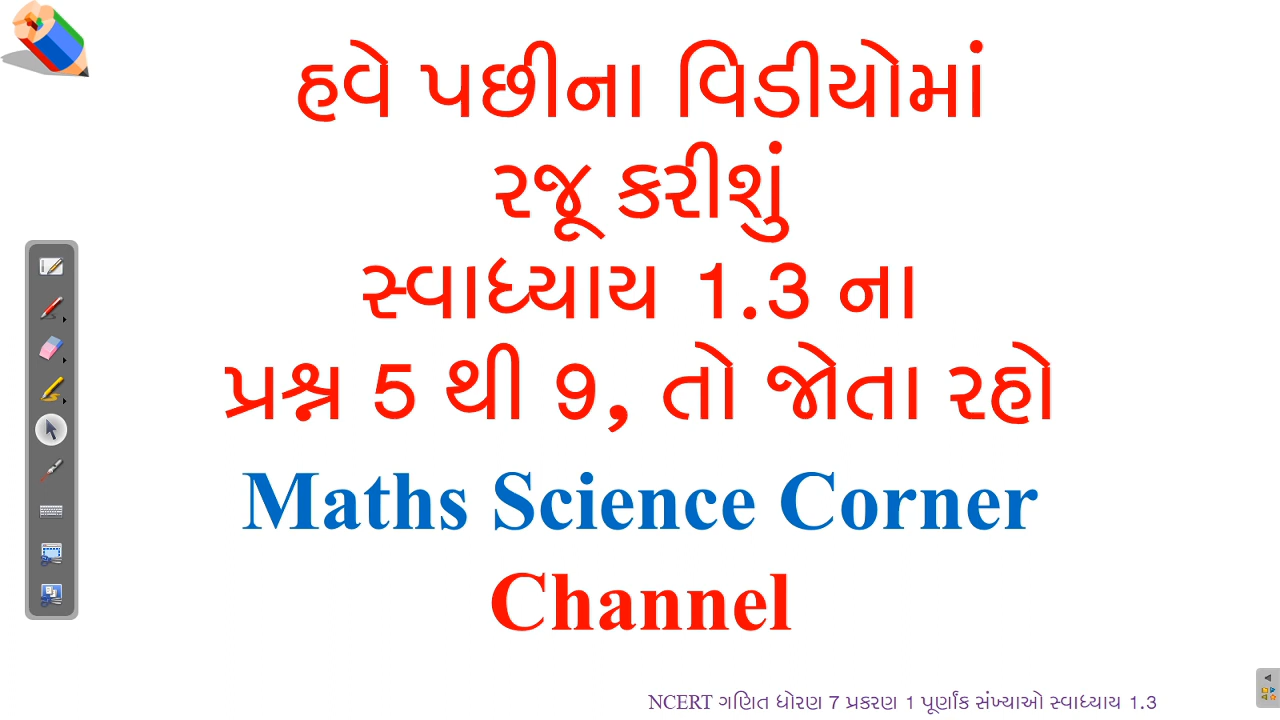 હવે પછીના વિડીયોમાં
રજૂ કરીશું
સ્વાધ્યાય 1.3 ના
પ્રશ્ન 5 થી 9, તો જોતા રહો
Maths Science Corner
Channel
NCERT ગણિત ધોરણ 7 પ્રકરણ 1 પૂર્ણાંક સંખ્યાઓ સ્વાધ્યાય 1.3